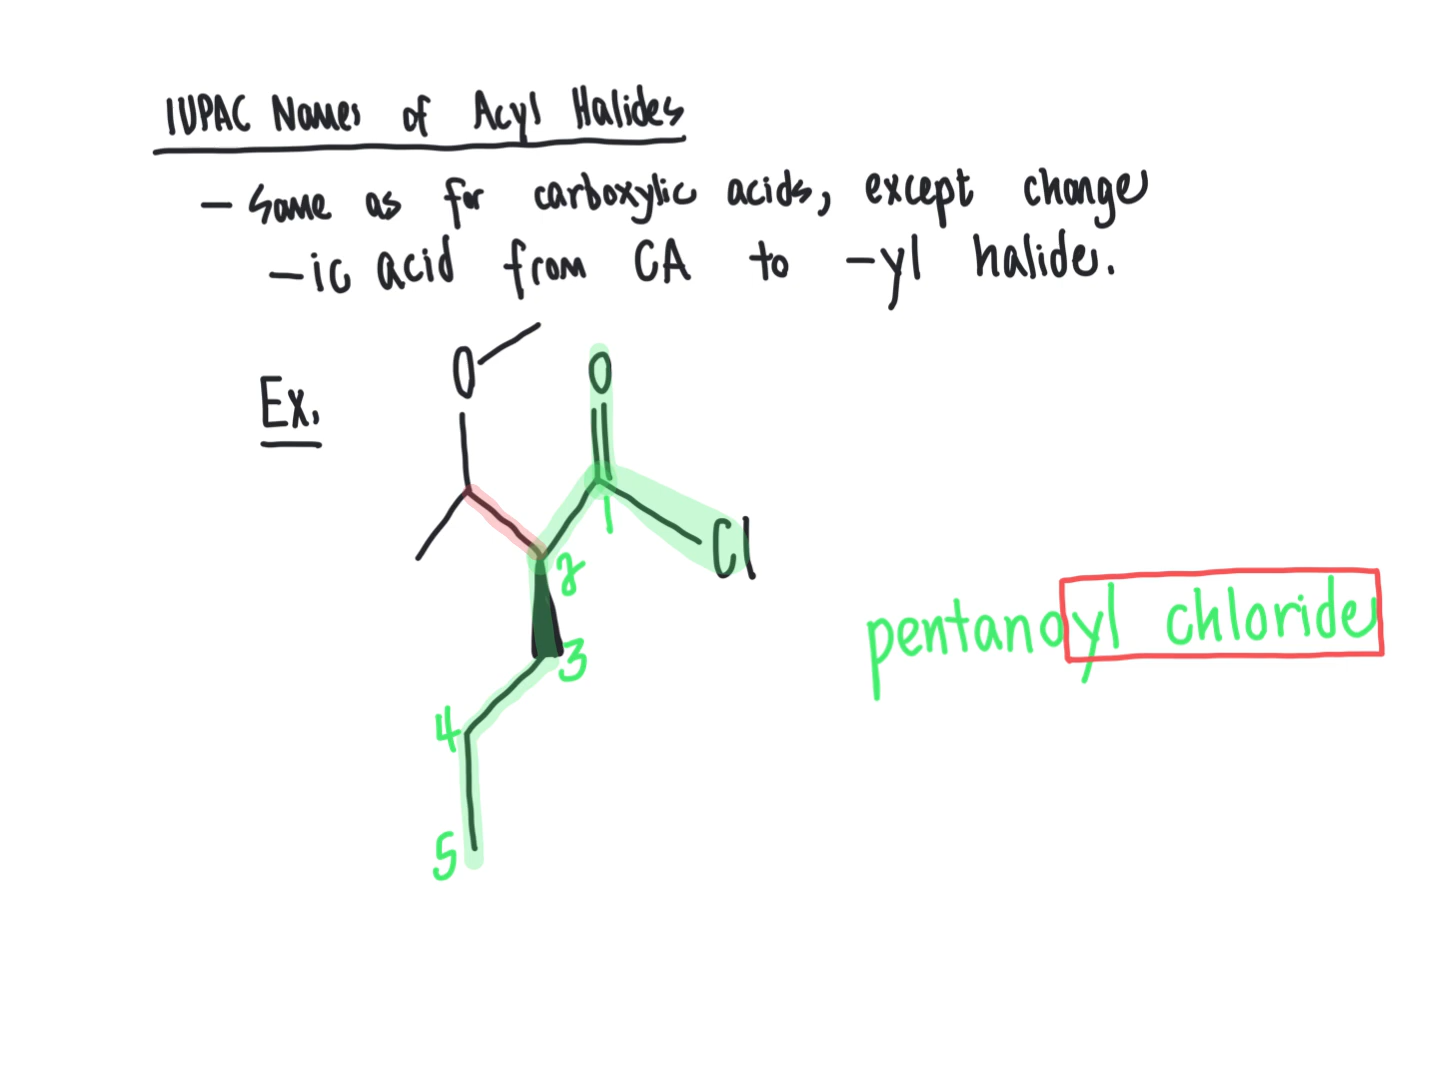 IUPAC Names of Acyl Halides
- Same as for carboxylic acids, except change
-ic acid from CA to -yl halide.
Ex.
O
O
1
Cl
2
3
pentanoyl chloride
4
5